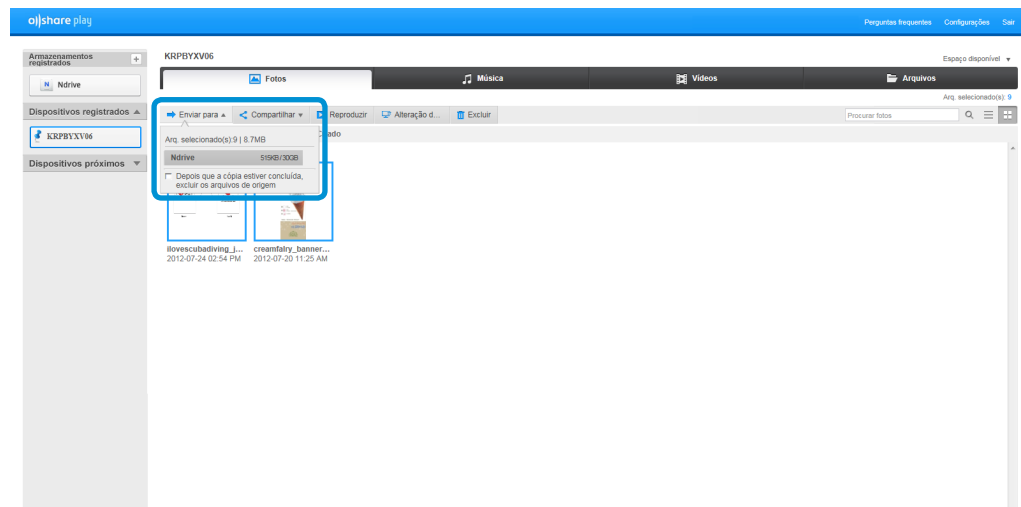 allshare play
Perguntas frequentes Configurações Sair
Armazenamentos registrados +
KRPBYXV06
Espaço disponível
N Ndrive
Fotos Música Vídeos Arquivos
Arq. selecionado(s): 9
Dispositivos registrados
Enviar para Compartilhar Reproduzir Alteração d... Excluir
Procurar fotos
KRPBYXV06
Arq. selecionado(s):9 | 8.7MB
Ndrive 515KB/30GB
Dispositivos próximos
Depois que a cópia estiver concluída,
excluir os arquivos de origem
ilovescubadiving_j... creamfalry_banner...
2012-07-24 02:54 PM 2012-07-20 11:25 AM